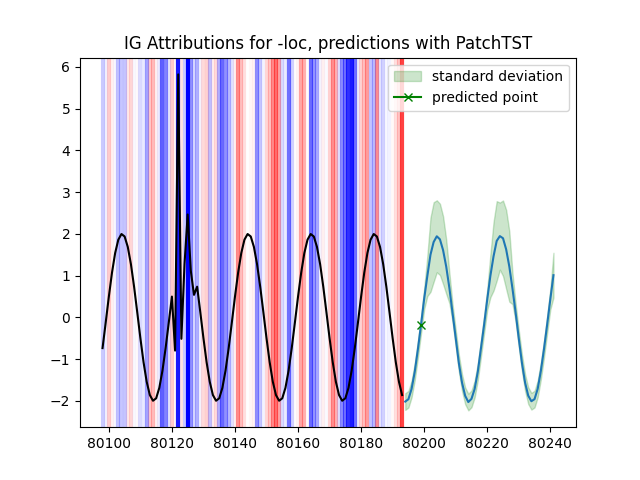 IG Attributions for -loc, predictions with PatchTST
standard deviation
predicted point
6
5
4
3
2
1
0
−1
−2
80100 80120 80140 80160 80180 80200 80220 80240